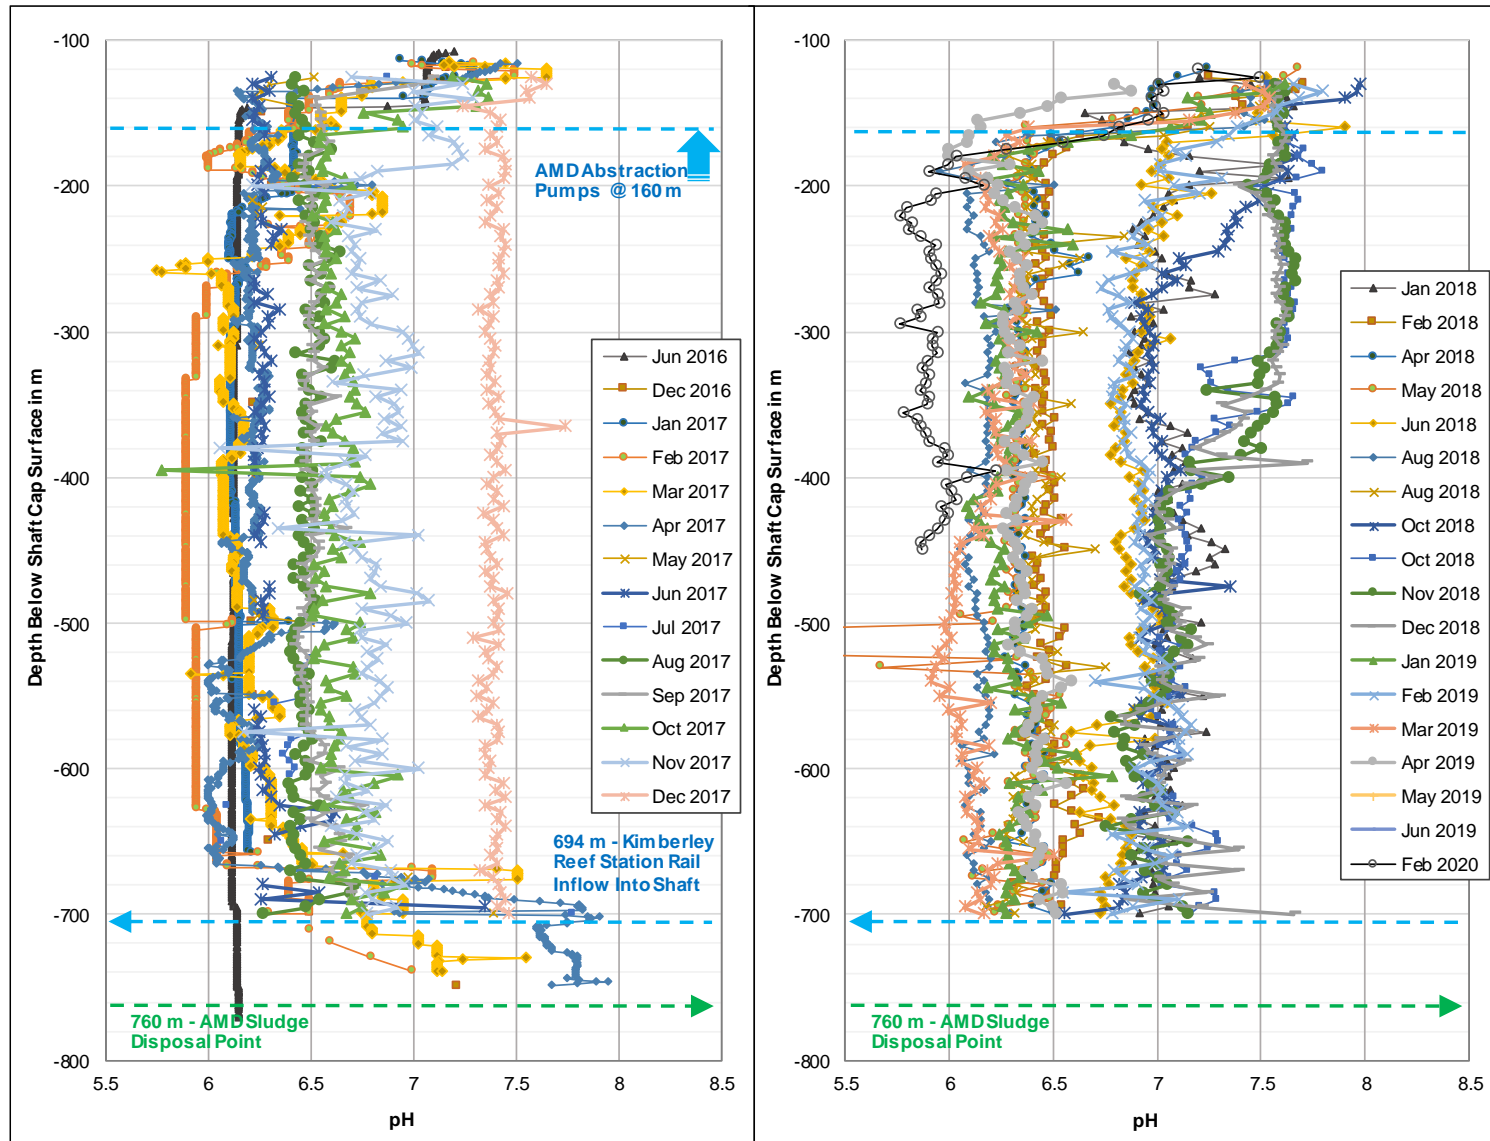 Depth Below Shaft Cap Surface in m
-100
-200
-300
-400
-500
-600
-700
-800
5.5
6
6.5
7
7.5
8
8.5
pH
AMD Abstraction
Pumps @ 160 m
Jun 2016
Dec 2016
Jan 2017
Feb 2017
Mar 2017
Apr 2017
May 2017
Jun 2017
Jul 2017
Aug 2017
Sep 2017
Oct 2017
Nov 2017
Dec 2017
694 m - Kimberley
Reef Station Rail
Inflow Into Shaft
760 m - AMD Sludge
Disposal Point
Depth Below Shaft Cap Surface in m
-100
-200
-300
-400
-500
-600
-700
-800
5.5
6
6.5
7
7.5
8
8.5
pH
Jan 2018
Feb 2018
Apr 2018
May 2018
Jun 2018
Aug 2018
Aug 2018
Oct 2018
Oct 2018
Nov 2018
Dec 2018
Jan 2019
Feb 2019
Mar 2019
Apr 2019
May 2019
Jun 2019
Feb 2020
760 m - AMD Sludge
Disposal Point